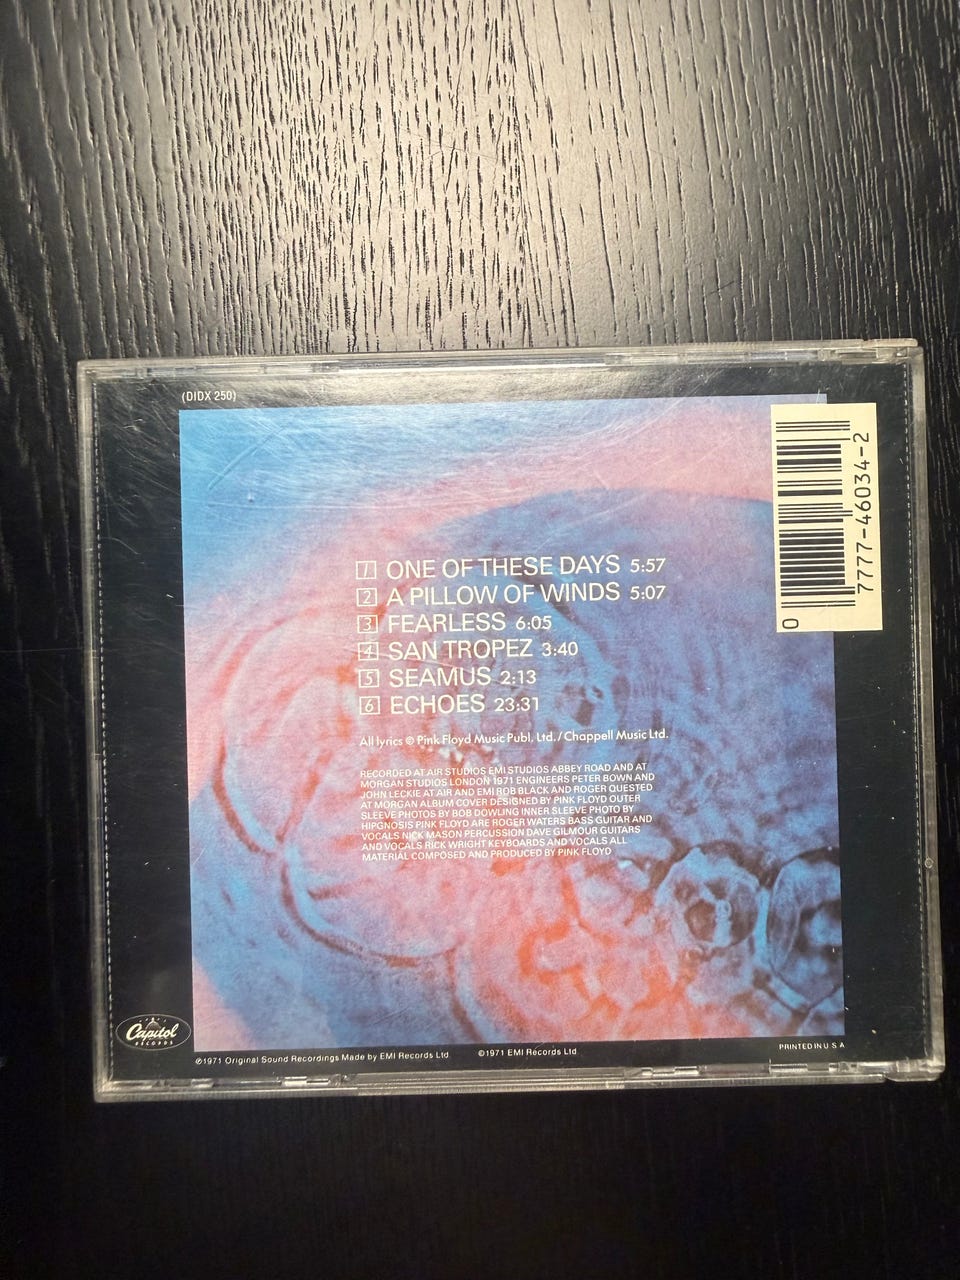 (DIDX 250)
0 7777-46034-2
1 ONE OF THESE DAYS 5:57
2 A PILLOW OF WINDS 5:07
3 FEARLESS 6:05
4 SAN TROPEZ 3:40
5 SEAMUS 2:13
6 ECHOES 23:31
All lyrics © Pink Floyd Music Publ. Ltd. / Chappell Music Ltd.
RECORDED AT AIR STUDIOS EMI STUDIOS ABBEY ROAD AND AT
MORGAN STUDIOS LONDON 1971 ENGINEERS PETER BOWN AND
JOHN LECKIE AT AIR AND EMI ROB BLACK AND ROGER QUESTED
AT MORGAN ALBUM COVER DESIGNED BY PINK FLOYD OUTER
SLEEVE PHOTOS BY BOB DOWLING INNER SLEEVE PHOTO BY
HIPGNOSIS PINK FLOYD ARE ROGER WATERS BASS GUITAR AND
VOCALS NICK MASON PERCUSSION DAVE GILMOUR GUITARS
AND VOCALS RICK WRIGHT KEYBOARDS AND VOCALS ALL
MATERIAL COMPOSED AND PRODUCED BY PINK FLOYD
Capitol
RECORDS
℗1971 Original Sound Recordings Made by EMI Records Ltd ©1971 EMI Records Ltd
PRINTED IN U S A